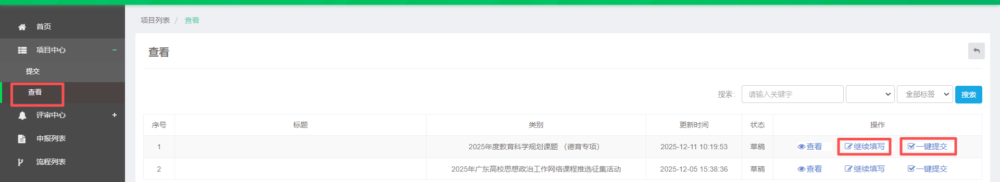 首页
项目中心
提交
查看
评审中心
申报列表
流程列表
项目列表 / 查看
查看
搜索: 请输入关键字 全部标签 搜索
序号 标题 类别 更新时间 状态 操作
1 2025年度教育科学规划课题 （德育专项） 2025-12-11 10:19:53 草稿 查看 继续填写 一键提交
2 2025年广东高校思想政治工作网络课程推选征集活动 2025-12-05 15:38:36 草稿 查看 继续填写 一键提交